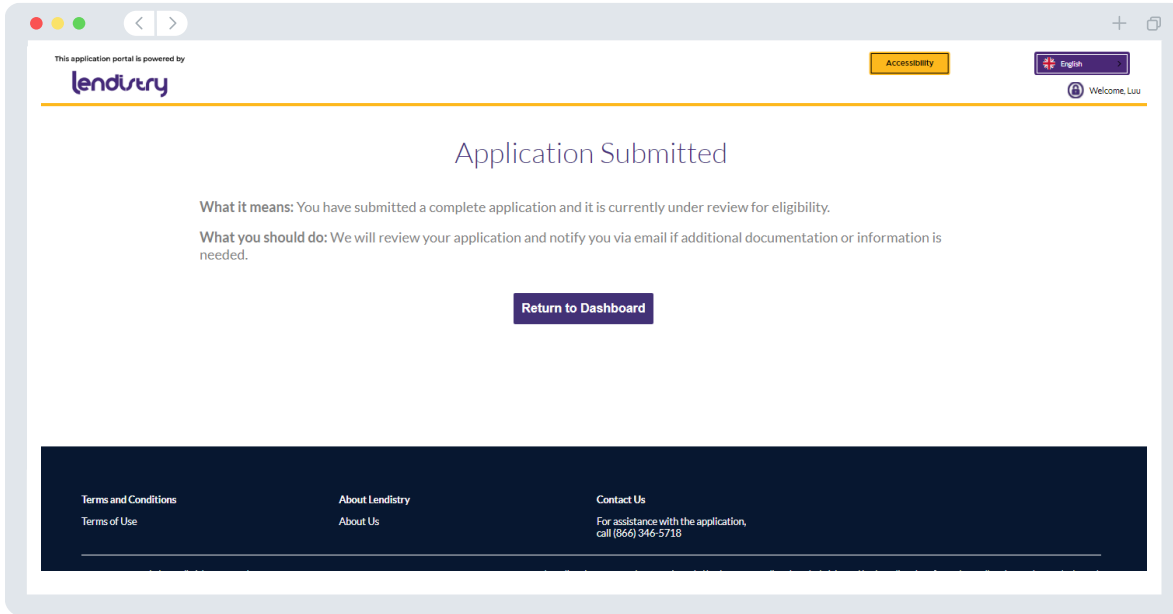 This application portal is powered by
lendistry
Accessibility
English
Welcome, Luu
Application Submitted
What it means: You have submitted a complete application and it is currently under review for eligibility.
What you should do: We will review your application and notify you via email if additional documentation or information is
needed.
Return to Dashboard
Terms and Conditions
About Lendistry
Contact Us
Terms of Use
About Us
For assistance with the application,
call (866) 346-5718